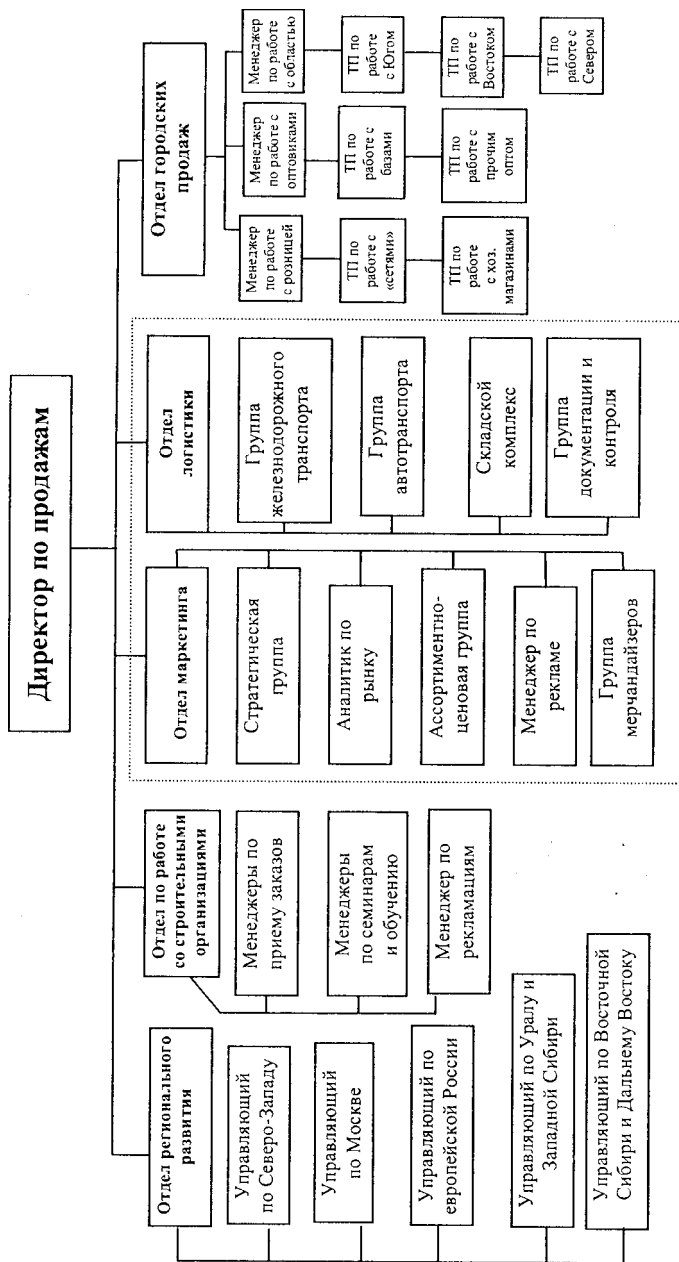 Директор по продажам
Отдел регионального
развития
Управляющий
по Северо-Западу
Управляющий
по Москве
Управляющий по
европейской России
Управляющий по Уралу и
Западной Сибири
Управляющий по Восточной
Сибири и Дальнему Востоку
Отдел по работе
со строительными
организациями
Менеджеры по
приему заказов
Менеджеры
по семинарам
и обучению
Менеджер по
рекламациям
Отдел маркетинга
Стратегическая
группа
Аналитик по
рынку
Ассортиментно-
ценовая группа
Менеджер по
рекламе
Группа
мерчандайзеров
Отдел
логистики
Группа
железнодорожного
транспорта
Группа
автотранспорта
Складской
комплекс
Группа
документации и
контроля
Отдел городских
продаж
Менеджер
по работе
с розницей
ТП по
работе с
«сетями»
ТП по
работе
с хоз.
магазинами
Менеджер
по работе с
оптовиками
ТП по
работе с
базами
ТП по
работе с
прочим
оптом
Менеджер
по работе
с областью
ТП по
работе
с Югом
ТП по
работе с
Востоком
ТП по
работе с
Севером